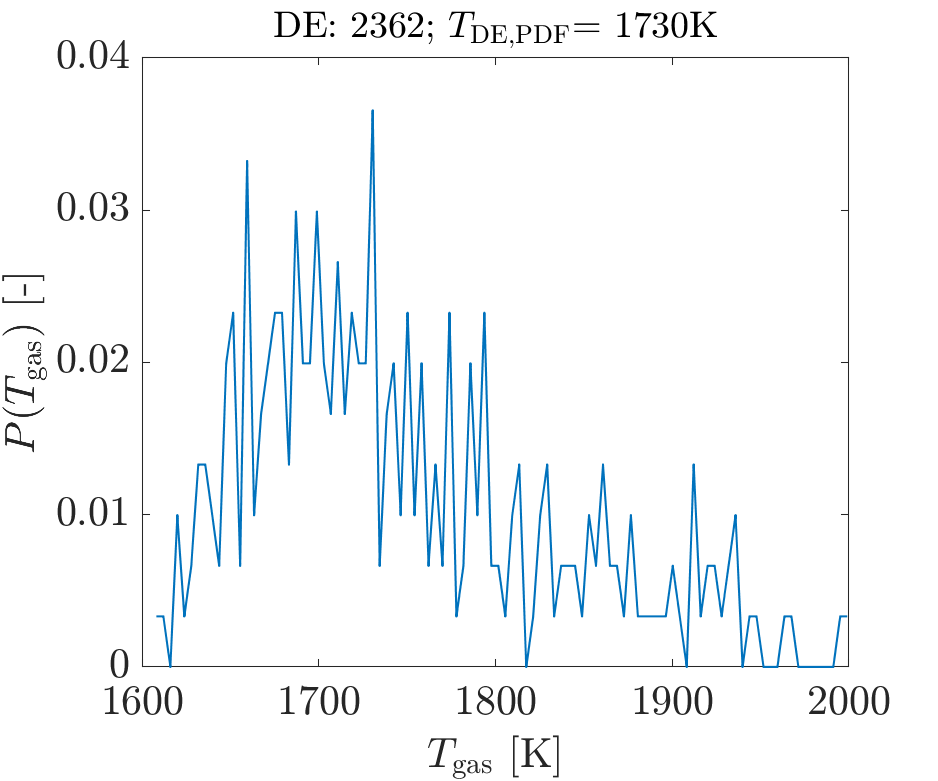 DE: 2362; T_DE,PDF= 1730K
0.04
0.03
0.02
0.01
0
P(T_gas) [-]
1600 1700 1800 1900 2000
T_gas [K]